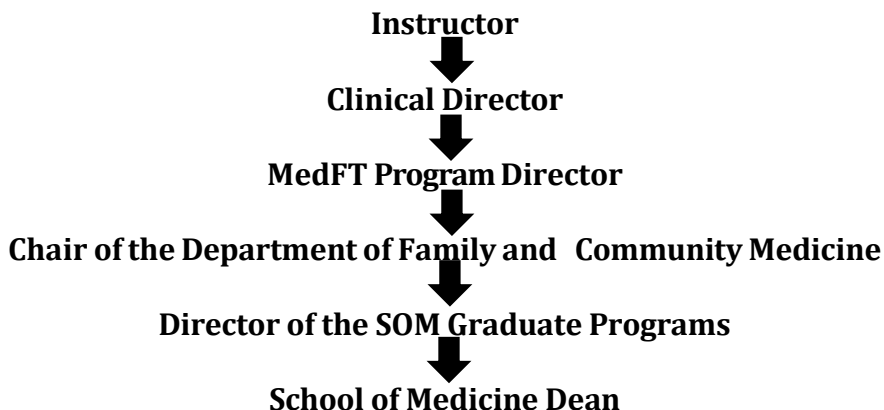 Instructor
Clinical Director
MedFT Program Director
Chair of the Department of Family and Community Medicine
Director of the SOM Graduate Programs
School of Medicine Dean